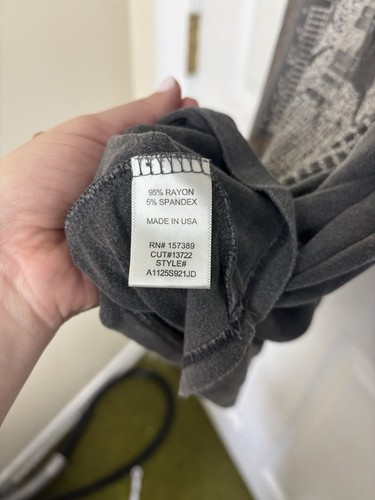 95% RAYON
5% SPANDEX
MADE IN USA
RN# 157389
CUT#13722
STYLE#
A1125S921JD